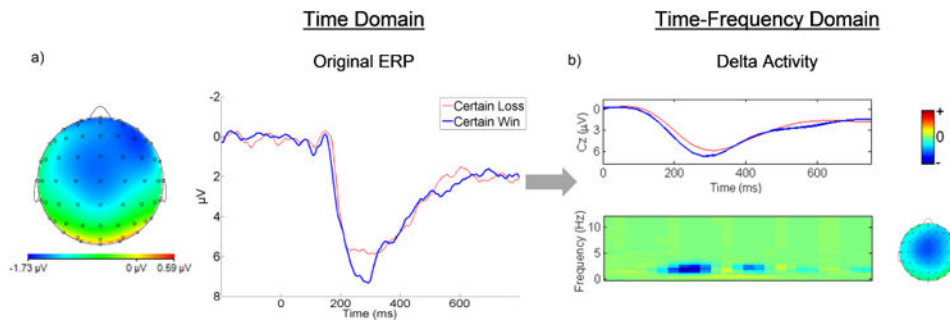 Time Domain
Time-Frequency Domain
a)
Original ERP
b)
Delta Activity
-2
0
2
4
6
8
µV
Certain Loss
Certain Win
0
200
400
600
Time (ms)
-1.73 µV
0 µV
0.59 µV
0
3
6
Cz (µV)
0
200
400
600
Time (ms)
+
0
-
10
5
0
Frequency (Hz)